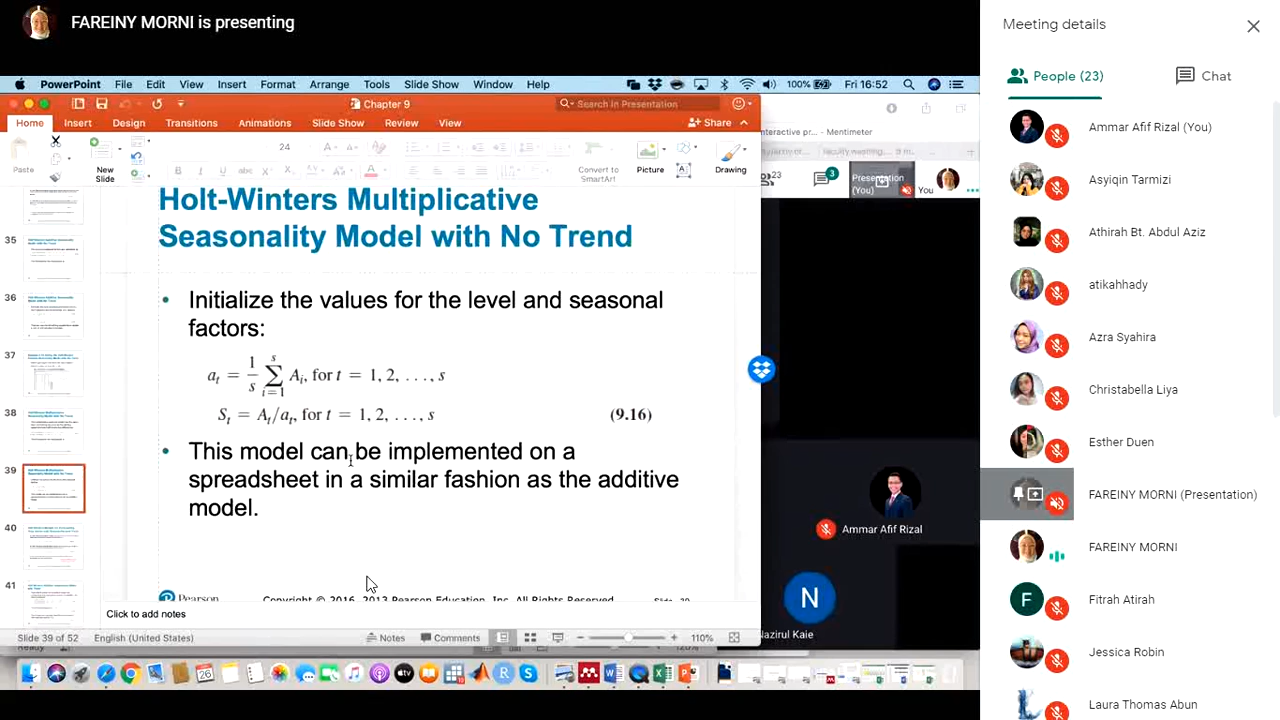 FAREINY MORNI is presenting
PowerPoint File Edit View Insert Format Arrange Tools Slide Show Window Help 100% Fri 16:52
Chapter 9
Search in Presentation
Home Insert Design Transitions Animations Slide Show Review View
Share
Paste
New
Slide
24
Convert to
SmartArt
Picture
Drawing
Mentimeter
23
3
Presentation
(You)
You
35
36
37
38
39
40
41
Holt-Winters Multiplicative
Seasonality Model with No Trend
• Initialize the values for the level and seasonal
factors:
a_t = 1/s ∑_{i=1}^{s} A_i, for t = 1, 2, . . . , s
S_t = A_t/a_t, for t = 1, 2, . . . , s (9.16)
• This model can be implemented on a
spreadsheet in a similar fashion as the additive
model.
Pearson
Copyright © 2016, 2013 Pearson Education, Inc. All Rights Reserved
Click to add notes
Slide 39 of 52 English (United States) Notes Comments 110%
Ammar Afif Rizal
N
Nazirul Kaie
Meeting details
People (23)
Chat
Ammar Afif Rizal (You)
Asyiqin Tarmizi
Athirah Bt. Abdul Aziz
atikahhady
Azra Syahira
Christabella Liya
Esther Duen
FAREINY MORNI (Presentation)
FAREINY MORNI
F
Fitrah Atirah
Jessica Robin
Laura Thomas Abun